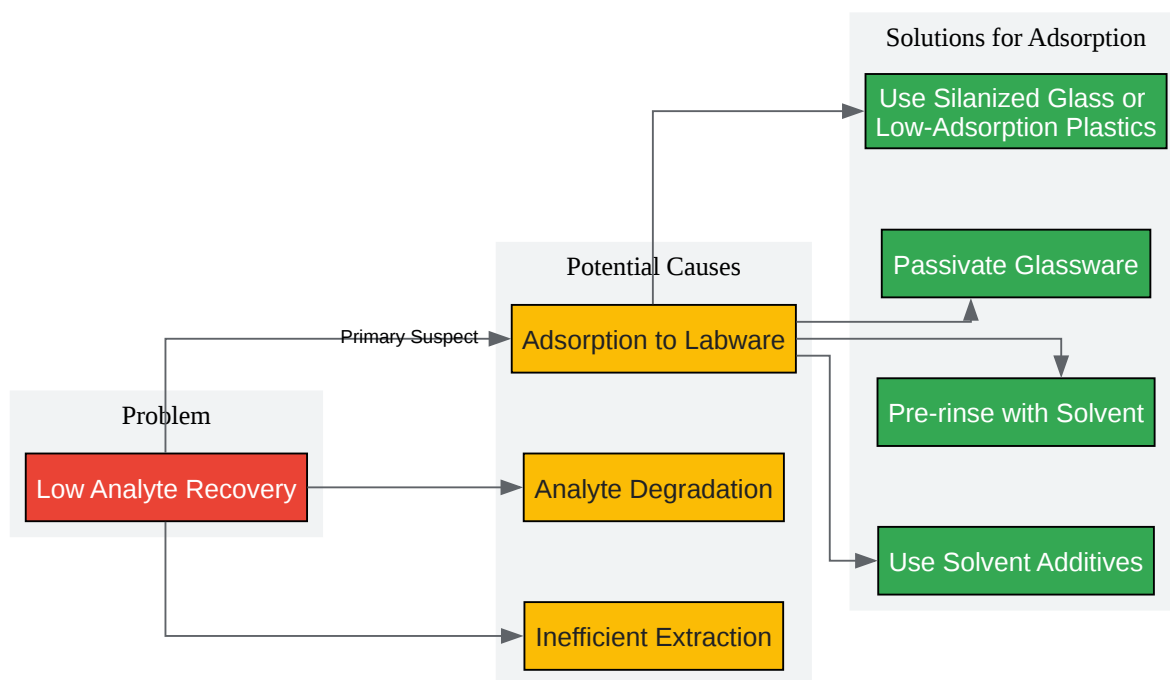 Problem
Low Analyte Recovery
Primary Suspect
Potential Causes
Adsorption to Labware
Analyte Degradation
Inefficient Extraction
Solutions for Adsorption
Use Silanized Glass or
Low-Adsorption Plastics
Passivate Glassware
Pre-rinse with Solvent
Use Solvent Additives